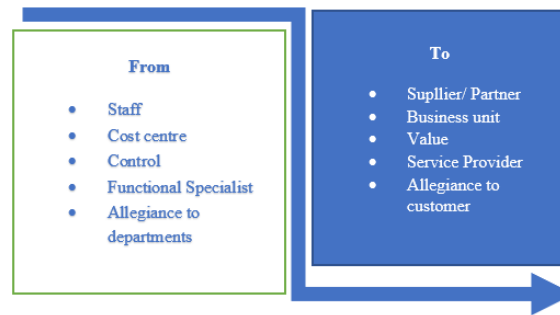 From
• Staff
• Cost centre
• Control
• Functional Specialist
• Allegiance to
departments
To
• Supllier/ Partner
• Business unit
• Value
• Service Provider
• Allegiance to
customer